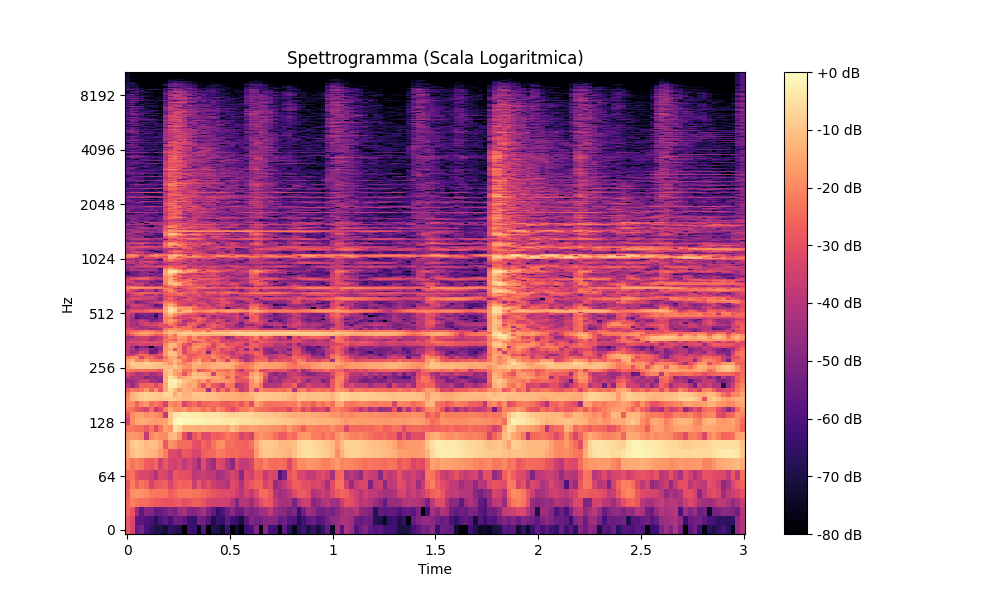 Spettrogramma (Scala Logaritmica)
8192
4096
2048
1024
512
256
128
64
0
Hz
0
0.5
1
1.5
2
2.5
3
Time
+0 dB
-10 dB
-20 dB
-30 dB
-40 dB
-50 dB
-60 dB
-70 dB
-80 dB